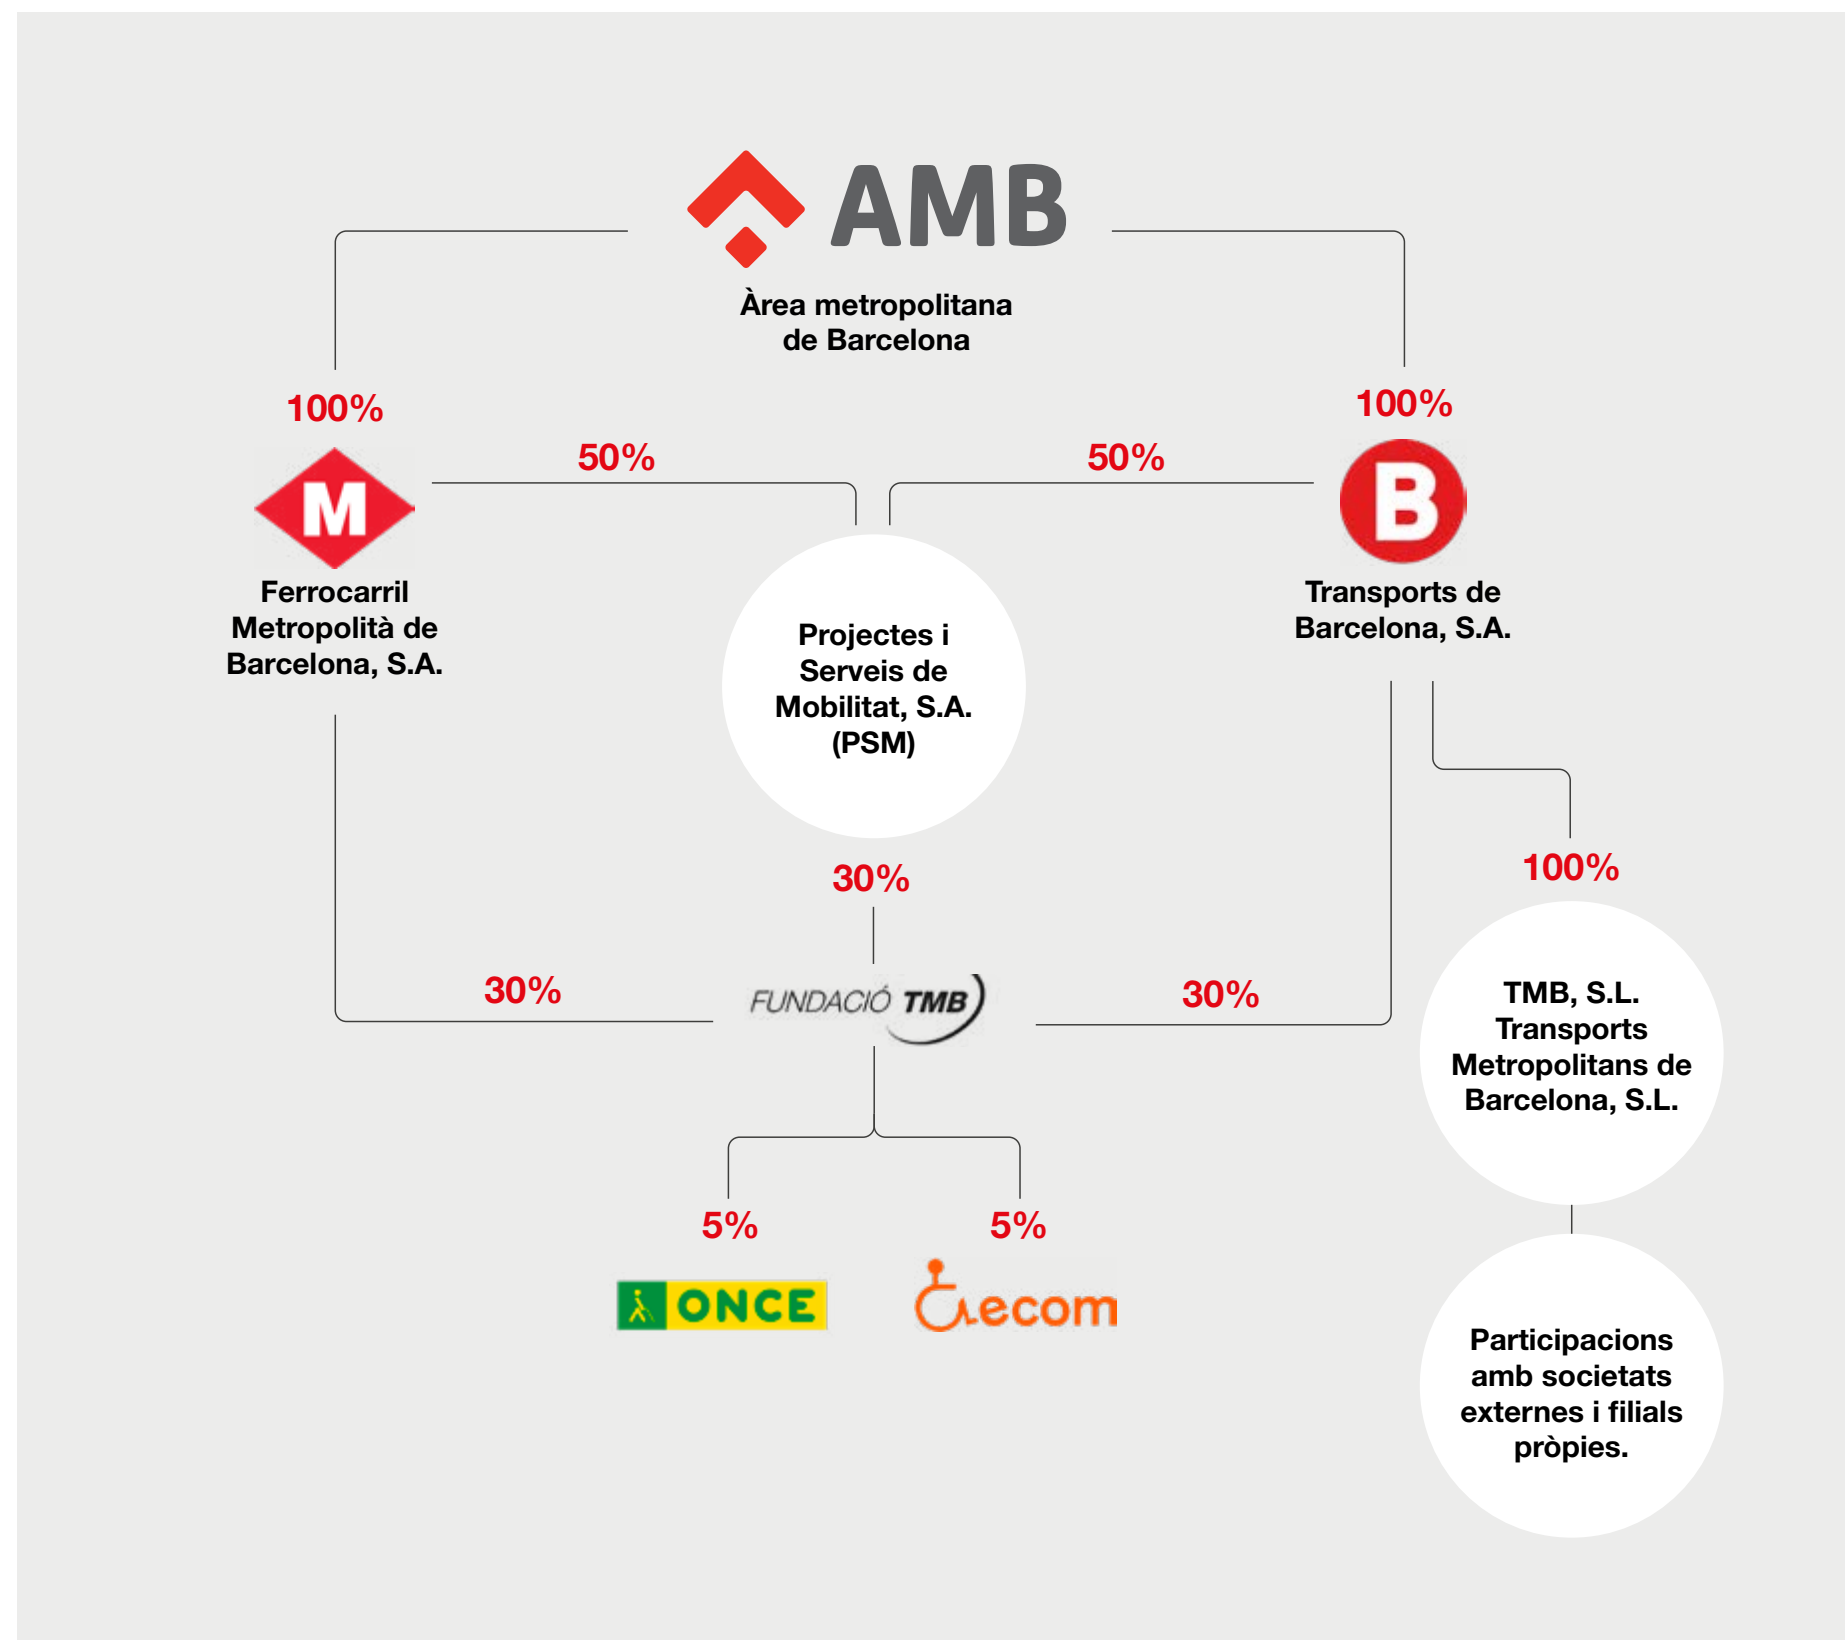 AMB
Àrea metropolitana
de Barcelona
100%
100%
50%
50%
M
B
Ferrocarril
Metropolità de
Barcelona, S.A.
Transports de
Barcelona, S.A.
Projectes i
Serveis de
Mobilitat, S.A.
(PSM)
30%
100%
30%
FUNDACIÓ TMB
30%
TMB, S.L.
Transports
Metropolitans de
Barcelona, S.L.
5%
5%
ONCE
ecom
Participacions
amb societats
externes i filials
pròpies.